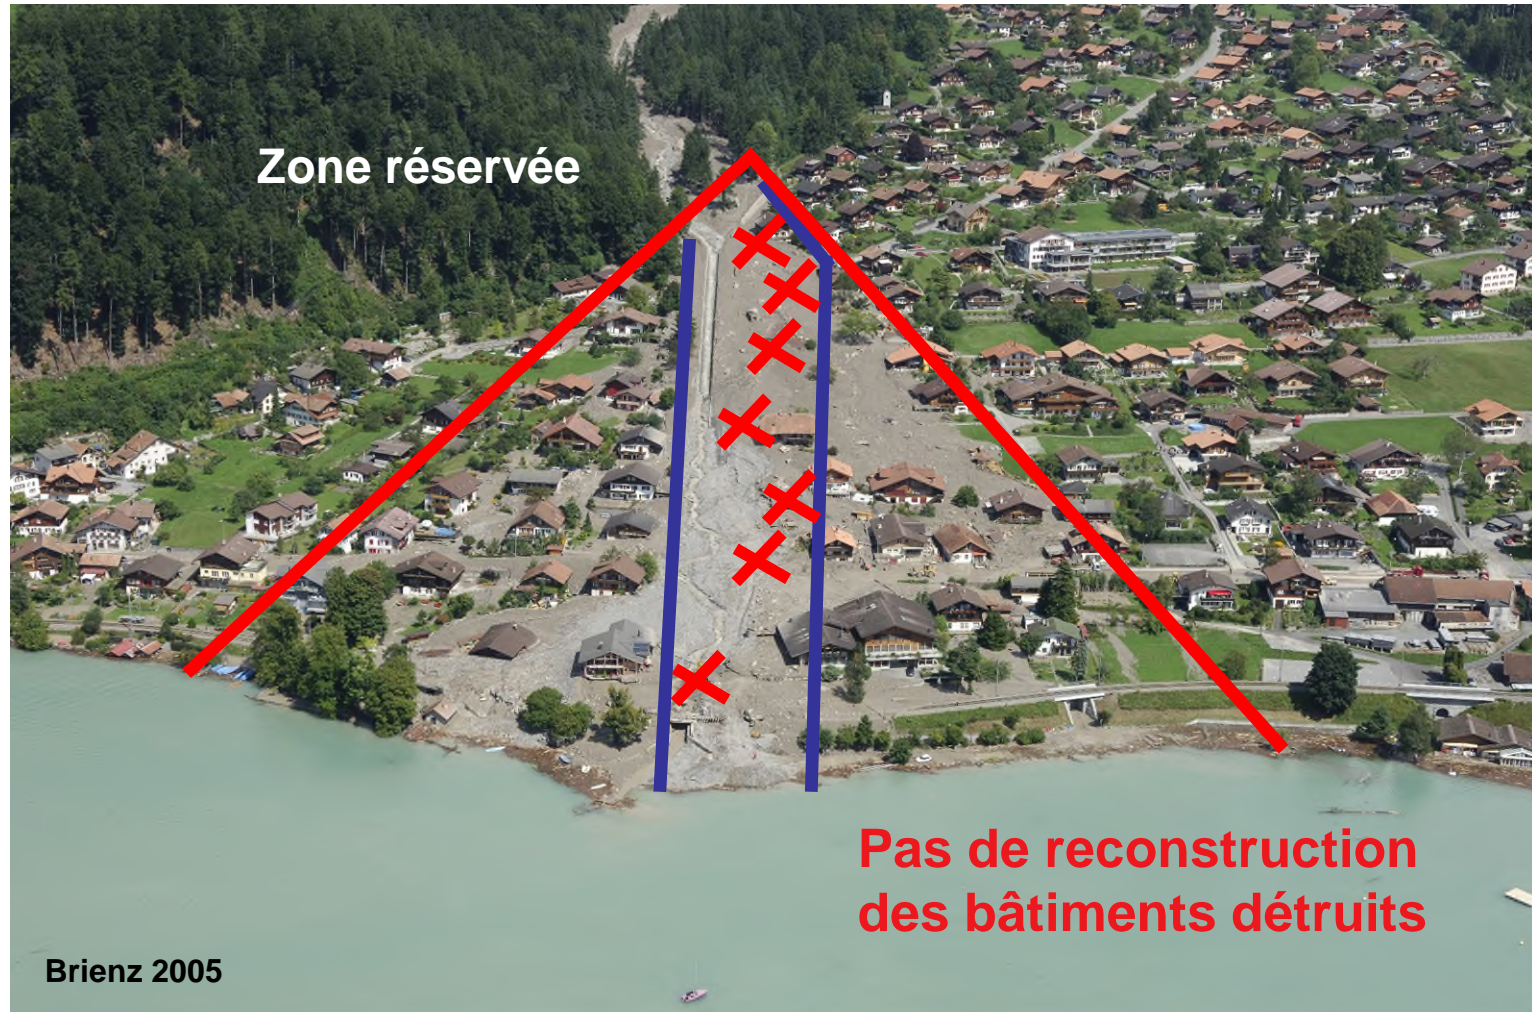 Zone réservée
Pas de reconstruction
des bâtiments détruits
Brienz 2005